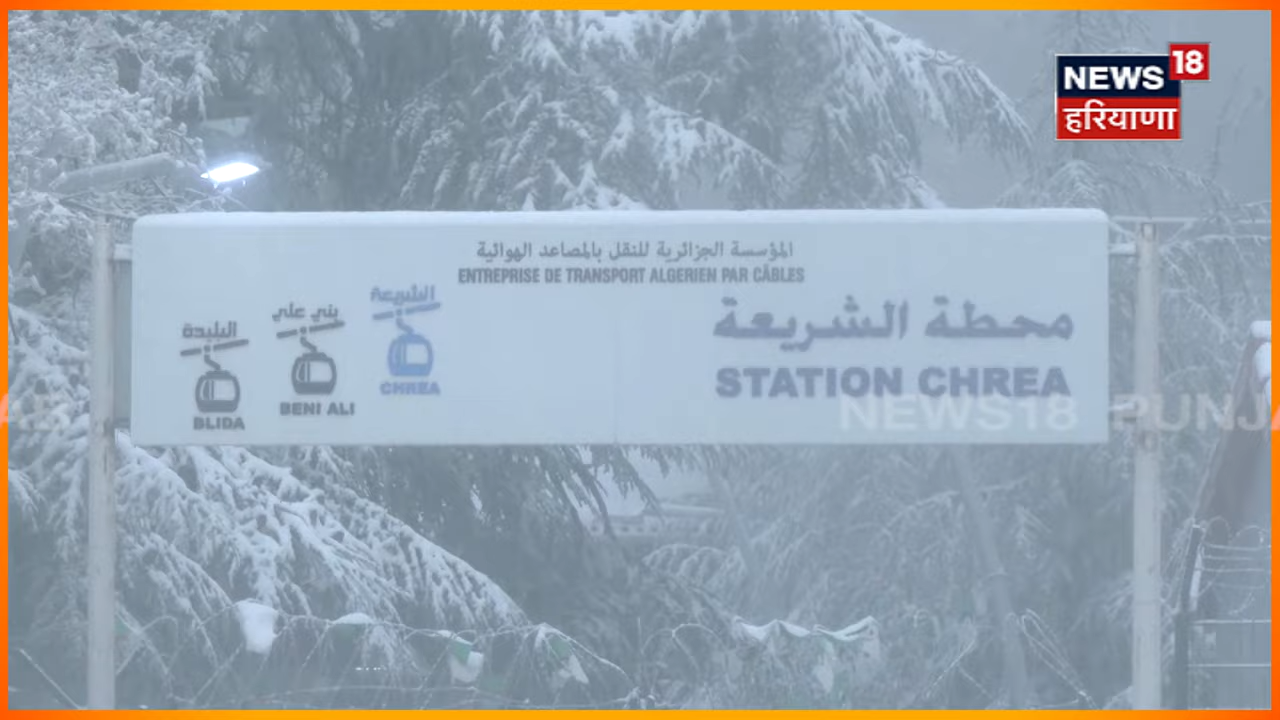 NEWS 18
हरियाणा
المؤسسة الجزائرية للنقل بالمصاعد الهوائية
ENTREPRISE DE TRANSPORT ALGERIEN PAR CÂBLES
البليدة
BLIDA
بني علي
BENI ALI
الشريعة
CHREA
محطة الشريعة
STATION CHREA
NEWS18